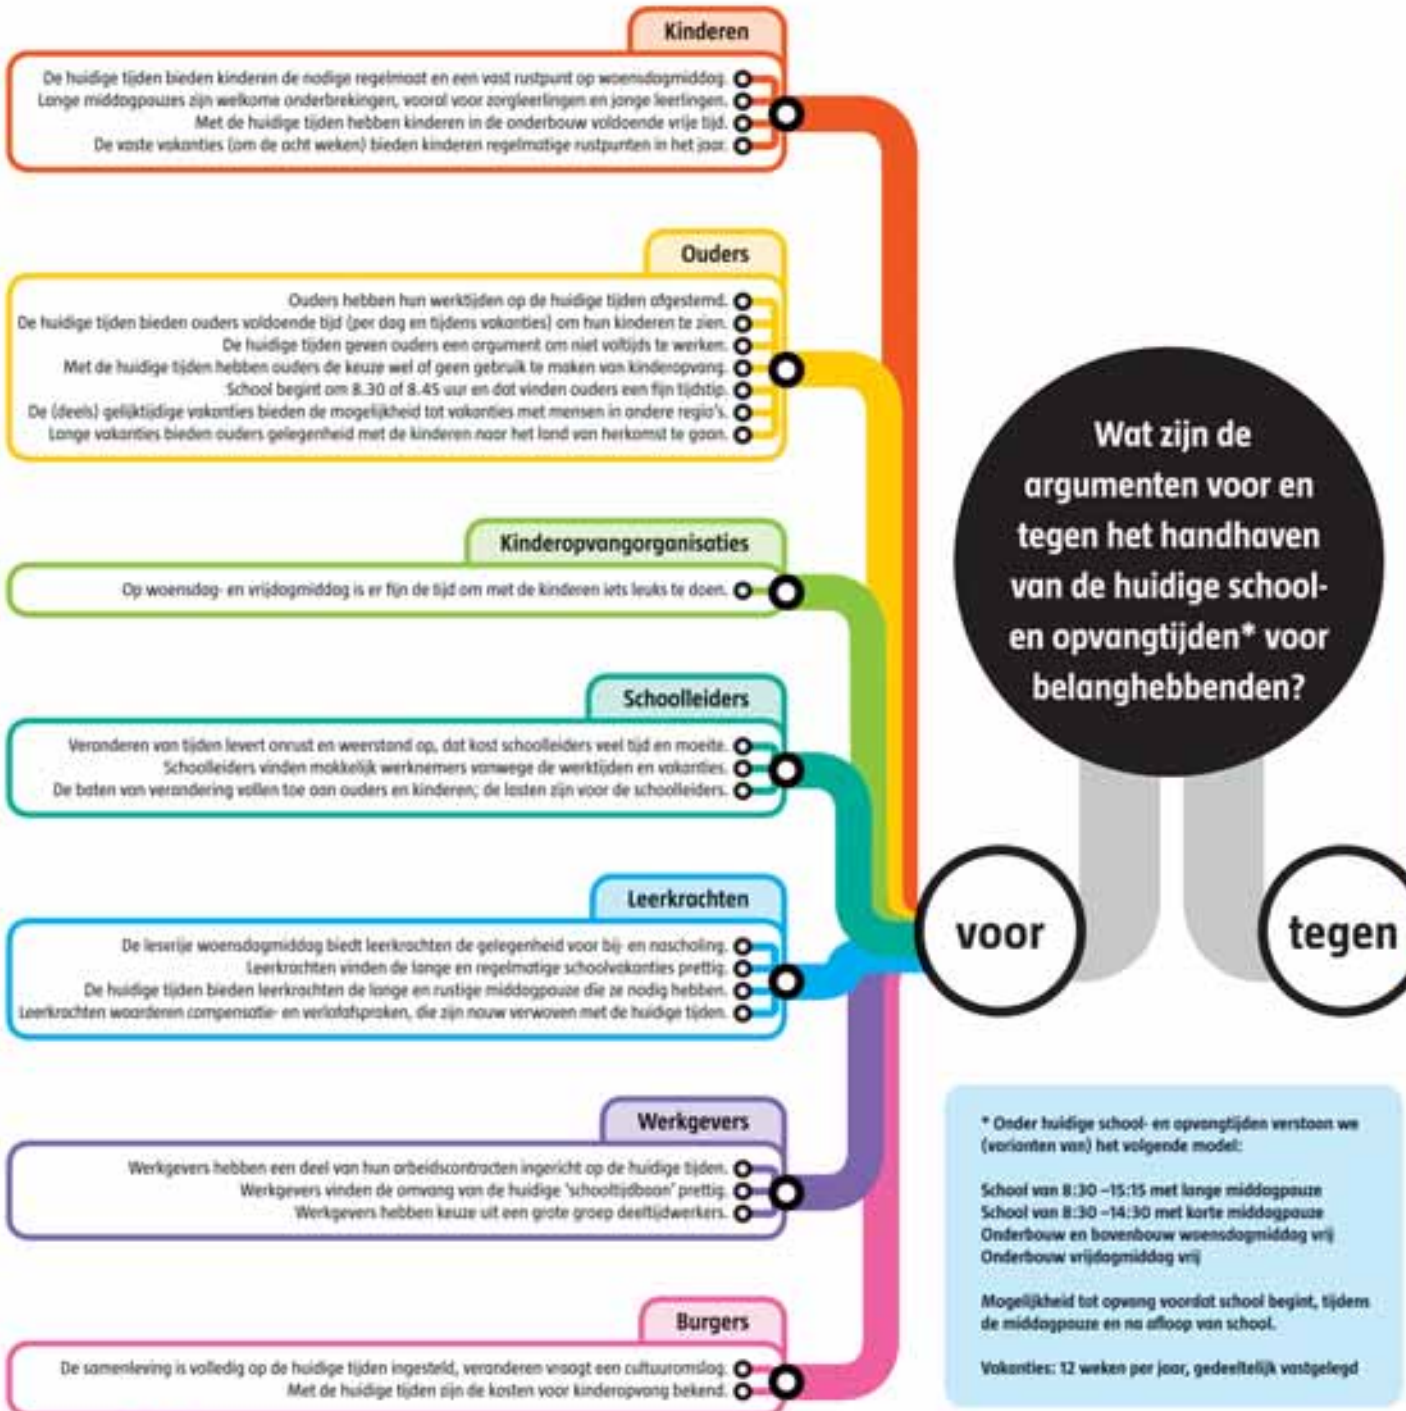 Kinderen
De huidige tijden bieden kinderen de nodige regelmaat en een vast rustpunt op woensdagmiddag.
Lange middagpauzes zijn welkome onderbrekingen, vooral voor zorgleerlingen en jonge leerlingen.
Met de huidige tijden hebben kinderen in de onderbouw voldoende vrije tijd.
De vaste vakanties (om de acht weken) bieden kinderen regelmatige rustpunten in het jaar.
Ouders
Ouders hebben hun werktijden op de huidige tijden afgestemd.
De huidige tijden bieden ouders voldoende tijd (per dag en tijdens vakanties) om hun kinderen te zien.
De huidige tijden geven ouders een argument om niet voltijds te werken.
Met de huidige tijden hebben ouders de keuze wel of geen gebruik te maken van kinderopvang.
School begint om 8.30 of 8.45 uur en dat vinden ouders een fijn tijdstip.
De (deels) gelijktijdige vakanties bieden de mogelijkheid tot vakanties met mensen in andere regio's.
Lange vakanties bieden ouders gelegenheid met de kinderen naar het land van herkomst te gaan.
Kinderopvangorganisaties
Op woensdag- en vrijdagmiddag is er fijn de tijd om met de kinderen iets leuks te doen.
Schoolleiders
Veranderen van tijden levert onrust en weerstand op, dat kost schoolleiders veel tijd en moeite.
Schoolleiders vinden makkelijk werknemers vanwege de werktijden en vakanties.
De baten van verandering vallen toe aan ouders en kinderen; de lasten zijn voor de schoolleiders.
Leerkrachten
De lesvrije woensdagmiddag biedt leerkrachten de gelegenheid voor bij- en nascholing.
Leerkrachten vinden de lange en regelmatige schoolvakanties prettig.
De huidige tijden bieden leerkrachten de lange en rustige middagpauze die ze nodig hebben.
Leerkrachten waarderen compensatie- en verlofafspraken, die zijn nauw verwoven met de huidige tijden.
Werkgevers
Werkgevers hebben een deel van hun arbeidscontracten ingericht op de huidige tijden.
Werkgevers vinden de omvang van de huidige 'schooltijdbaan' prettig.
Werkgevers hebben keuze uit een grote groep deeltijdwerkers.
Burgers
De samenleving is volledig op de huidige tijden ingesteld, veranderen vraagt een cultuuromslag.
Met de huidige tijden zijn de kosten voor kinderopvang bekend.
Wat zijn de
argumenten voor en
tegen het handhaven
van de huidige school-
en opvangtijden* voor
belanghebbenden?
voor
tegen
* Onder huidige school- en opvangtijden verstaan we
(varianten van) het volgende model:
School van 8:30 –15:15 met lange middagpauze
School van 8:30 –14:30 met korte middagpauze
Onderbouw en bovenbouw woensdagmiddag vrij
Onderbouw vrijdagmiddag vrij
Mogelijkheid tot opvang voordat school begint, tijdens
de middagpauze en na afloop van school.
Vakanties: 12 weken per jaar, gedeeltelijk vastgelegd